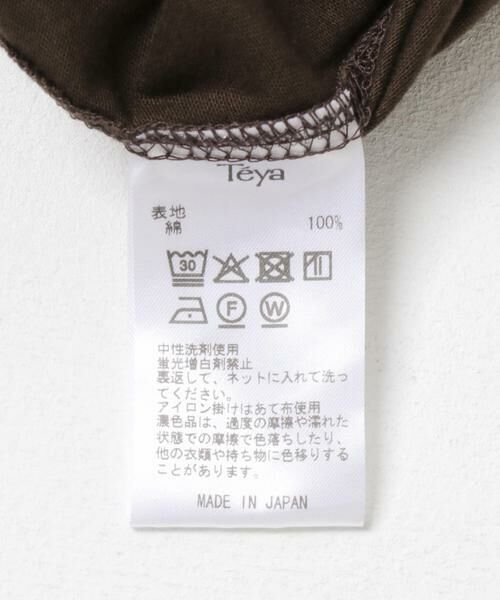 Téya
表地
綿 100%
30
F W
中性洗剤使用
蛍光増白剤禁止
裏返して、ネットに入れて洗っ
てください。
アイロン掛けはあて布使用
濃色品は、過度の摩擦や濡れた
状態での摩擦で色落ちしたり、
他の衣類や持ち物に色移りする
ことがあります。
MADE IN JAPAN